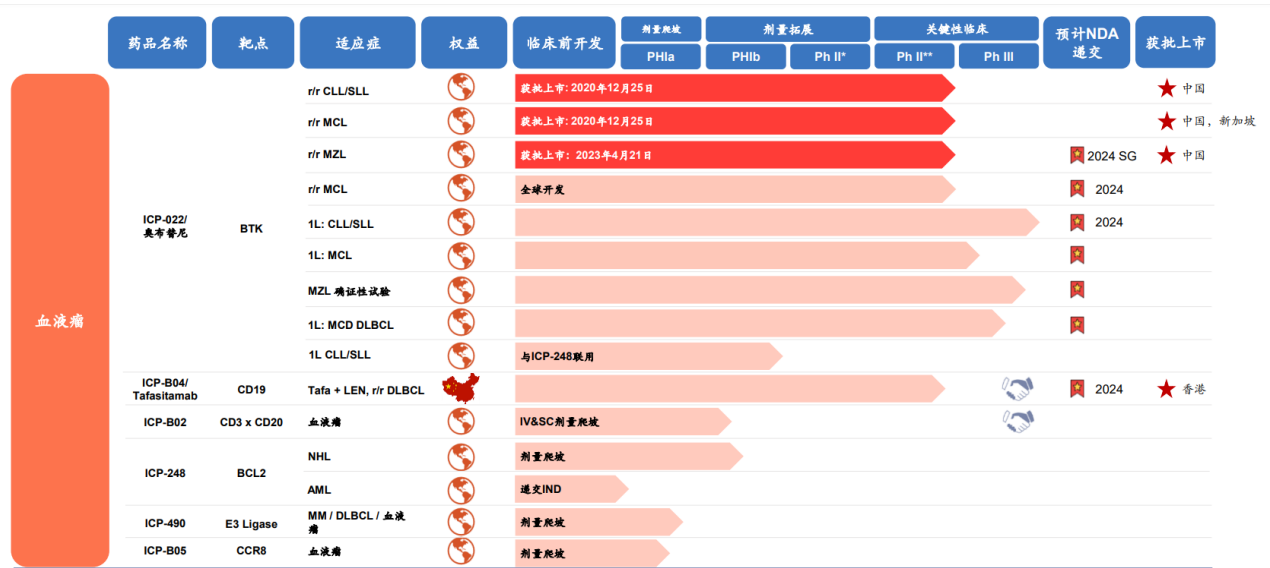 药品名称 靶点 适应症 权益 临床前开发 剂量爬坡 剂量拓展 关键性临床 预计NDA 获批上市
递交
PHIa PHIb Ph II* Ph II** Ph III
血液瘤
r/r CLL/SLL 获批上市: 2020年12月25日 中国
r/r MCL 获批上市: 2020年12月25日 中国，新加坡
r/r MZL 获批上市：2023年4月21日 2024 SG 中国
r/r MCL 全球开发 2024
ICP-022/
奥布替尼
BTK
1L: CLL/SLL 2024
1L: MCL
MZL 确证性试验
1L: MCD DLBCL
1L CLL/SLL 与ICP-248联用
ICP-B04/
Tafasitamab
CD19 Tafa + LEN, r/r DLBCL 2024 香港
ICP-B02 CD3 x CD20 血液瘤 IV&SC剂量爬坡
ICP-248 BCL2
NHL 剂量爬坡
AML 递交IND
ICP-490 E3 Ligase MM / DLBCL / 血液
瘤
剂量爬坡
ICP-B05 CCR8 血液瘤 剂量爬坡